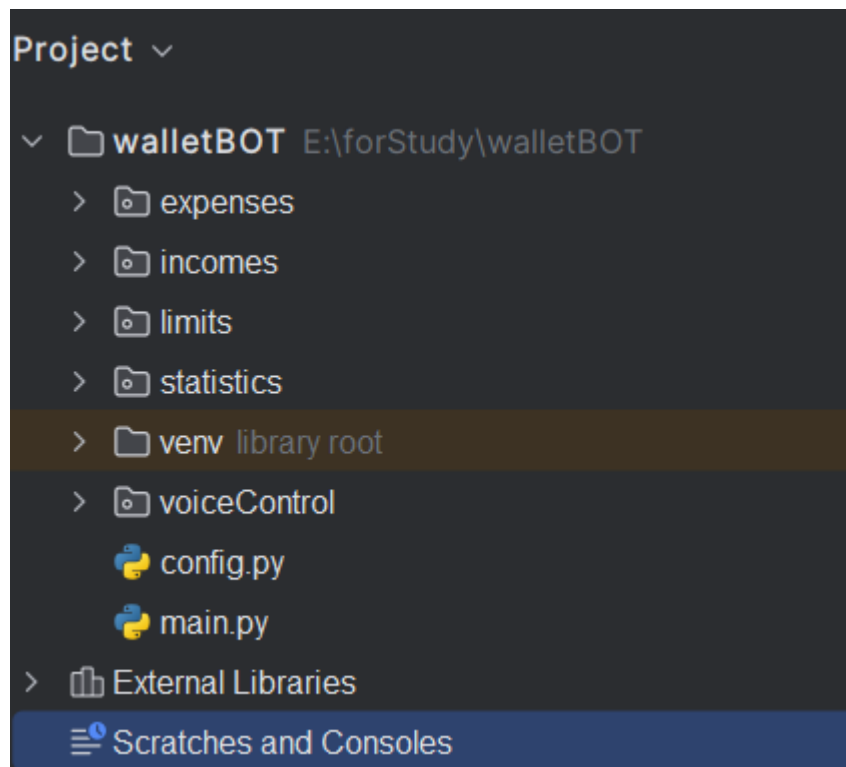 Project
walletBOT E:\forStudy\walletBOT
expenses
incomes
limits
statistics
venv library root
voiceControl
config.py
main.py
External Libraries
Scratches and Consoles